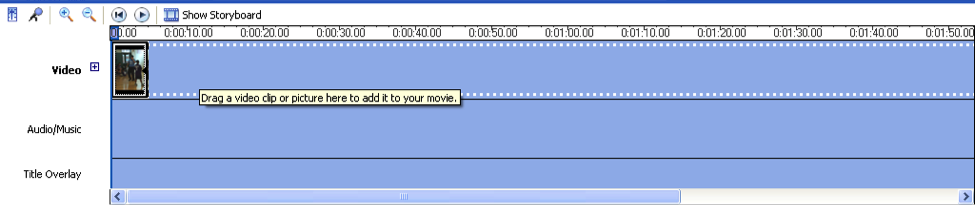 Show Storyboard
0.00 0:00:10.00 0:00:20.00 0:00:30.00 0:00:40.00 0:00:50.00 0:01:00.00 0:01:10.00 0:01:20.00 0:01:30.00 0:01:40.00 0:01:50.00
Video
Drag a video clip or picture here to add it to your movie.
Audio/Music
Title Overlay